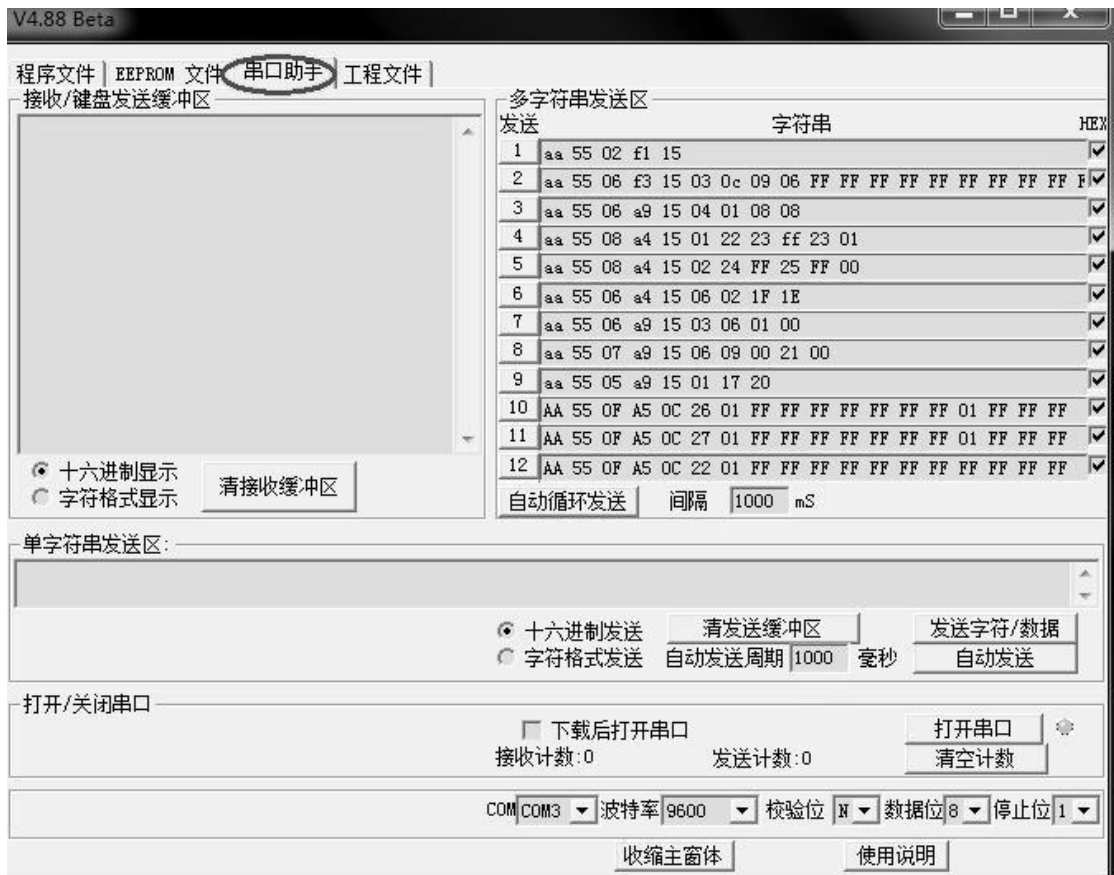 V4.88 Beta
程序文件 EEPROM 文件 串口助手 工程文件
接收/键盘发送缓冲区
多字符串发送区
发送 字符串 HEX
1 aa 55 02 f1 15
2 aa 55 06 f3 15 03 0c 09 06 FF FF FF FF FF FF FF FF FF F
3 aa 55 06 a9 15 04 01 08 08
4 aa 55 08 a4 15 01 22 23 ff 23 01
5 aa 55 08 a4 15 02 24 FF 25 FF 00
6 aa 55 06 a4 15 06 02 1F 1E
7 aa 55 06 a9 15 03 06 01 00
8 aa 55 07 a9 15 06 09 00 21 00
9 aa 55 05 a9 15 01 17 20
10 AA 55 0F A5 0C 26 01 FF FF FF FF FF FF FF 01 FF FF FF
11 AA 55 0F A5 0C 27 01 FF FF FF FF FF FF FF 01 FF FF FF
12 AA 55 0F A5 0C 22 01 FF FF FF FF FF FF FF FF FF FF FF
十六进制显示
字符格式显示
清接收缓冲区
自动循环发送 间隔 1000 mS
单字符串发送区:
十六进制发送 清发送缓冲区 发送字符/数据
字符格式发送 自动发送周期 1000 毫秒 自动发送
打开/关闭串口
下载后打开串口 打开串口
接收计数:0 发送计数:0 清空计数
COM COM3 波特率 9600 校验位 N 数据位 8 停止位 1
收缩主窗体 使用说明